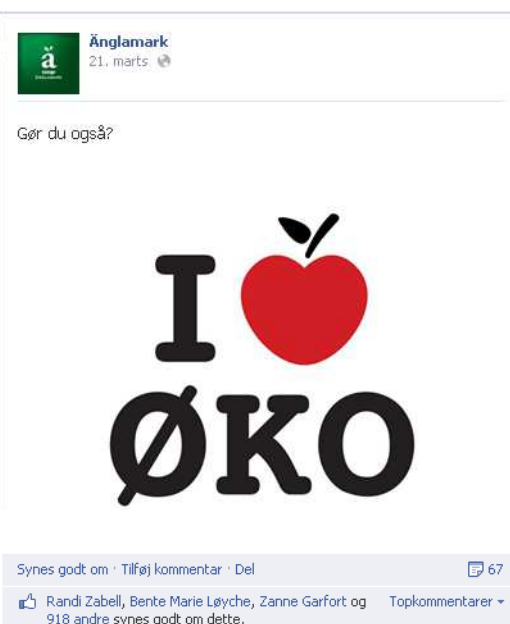 Änglamark
21. marts
ă
Gør du også?
I
ØKO
Synes godt om · Tilføj kommentar · Del
67
Randi Zabell, Bente Marie Løyche, Zanne Garfort og
918 andre synes godt om dette.
Topkommentarer